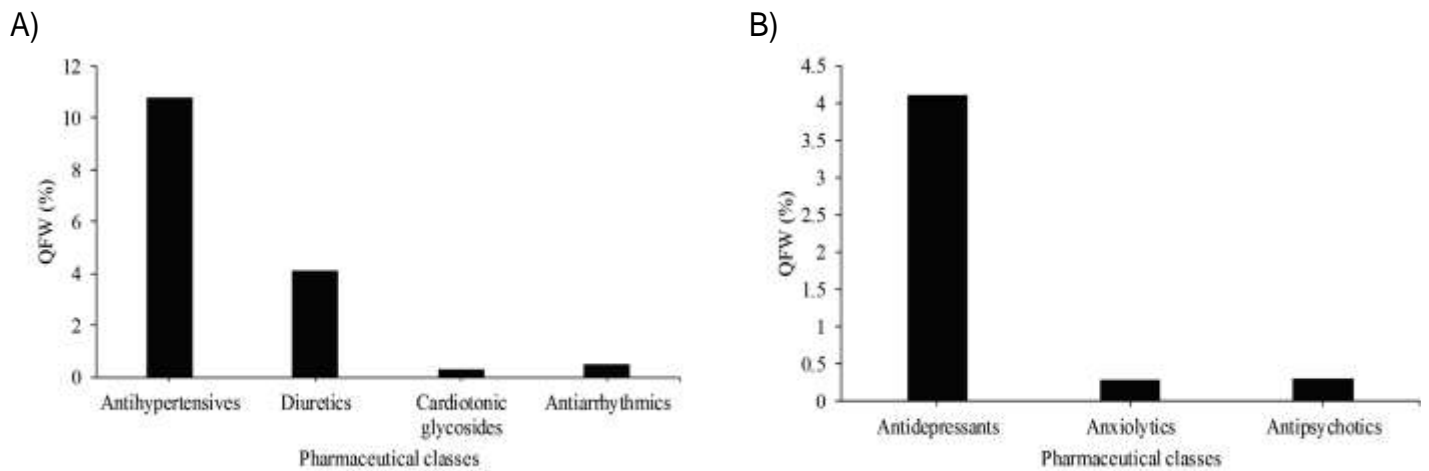 A)
12
10
8
6
4
2
0
QFW (%)
Antihypertensives
Diuretics
Cardiotonic
glycosides
Antiarrhythmics
Pharmaceutical classes
B)
4.5
4
3.5
3
2.5
2
1.5
1
0.5
0
QFW (%)
Antidepressants
Anxiolytics
Antipsychotics
Pharmaceutical classes